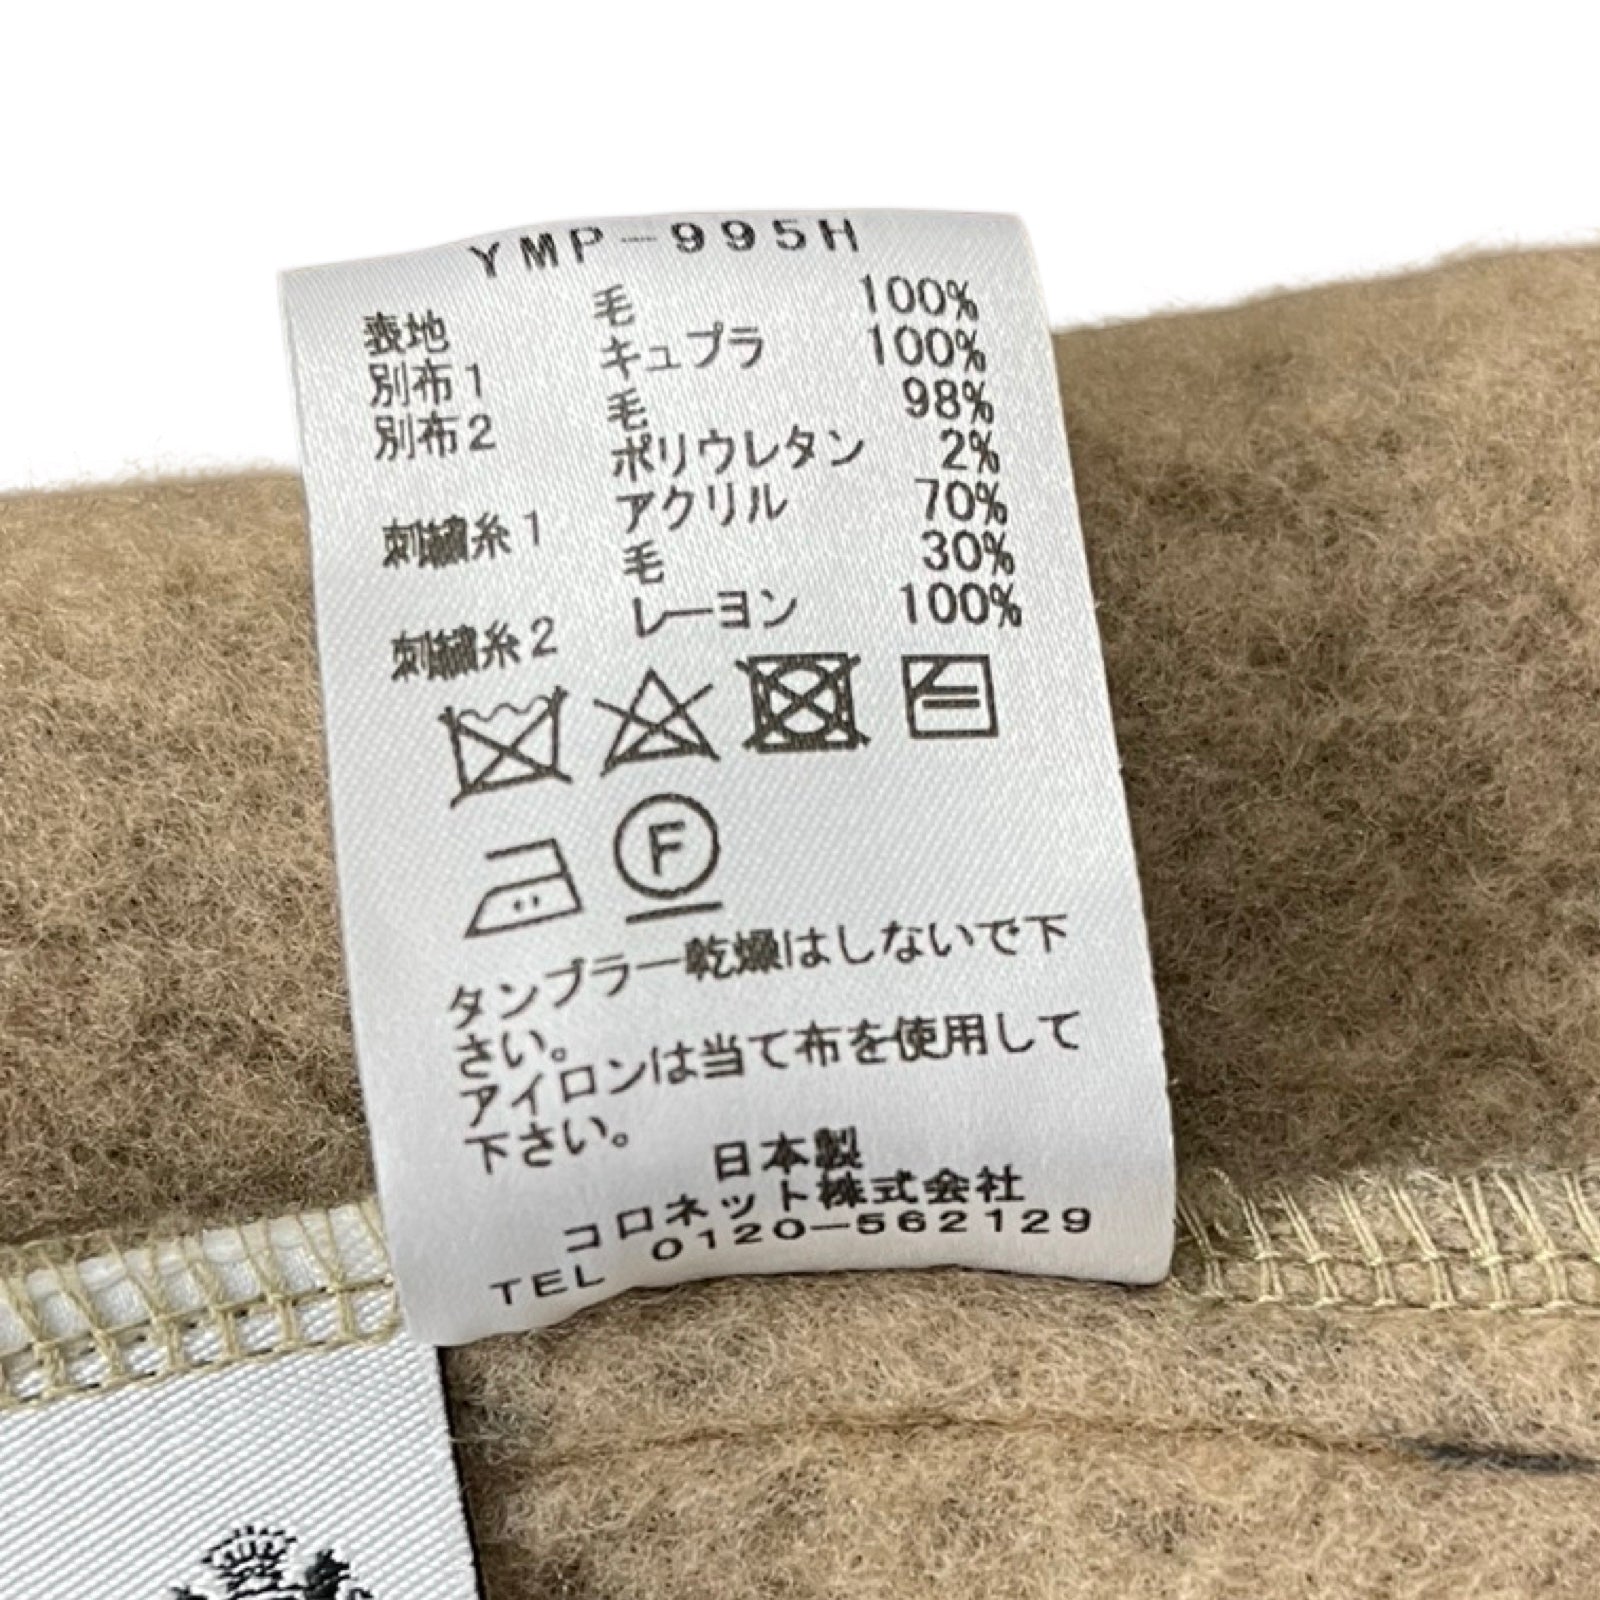 YMP-995H
表地 毛 100%
別布1 キュプラ 100%
別布2 毛 98%
ポリウレタン 2%
刺繍糸1 アクリル 70%
毛 30%
刺繍糸2 レーヨン 100%
F
タンブラー乾燥はしないで下
さい。
アイロンは当て布を使用して
下さい。
日本製
コロネット株式会社
TEL 0120-562129